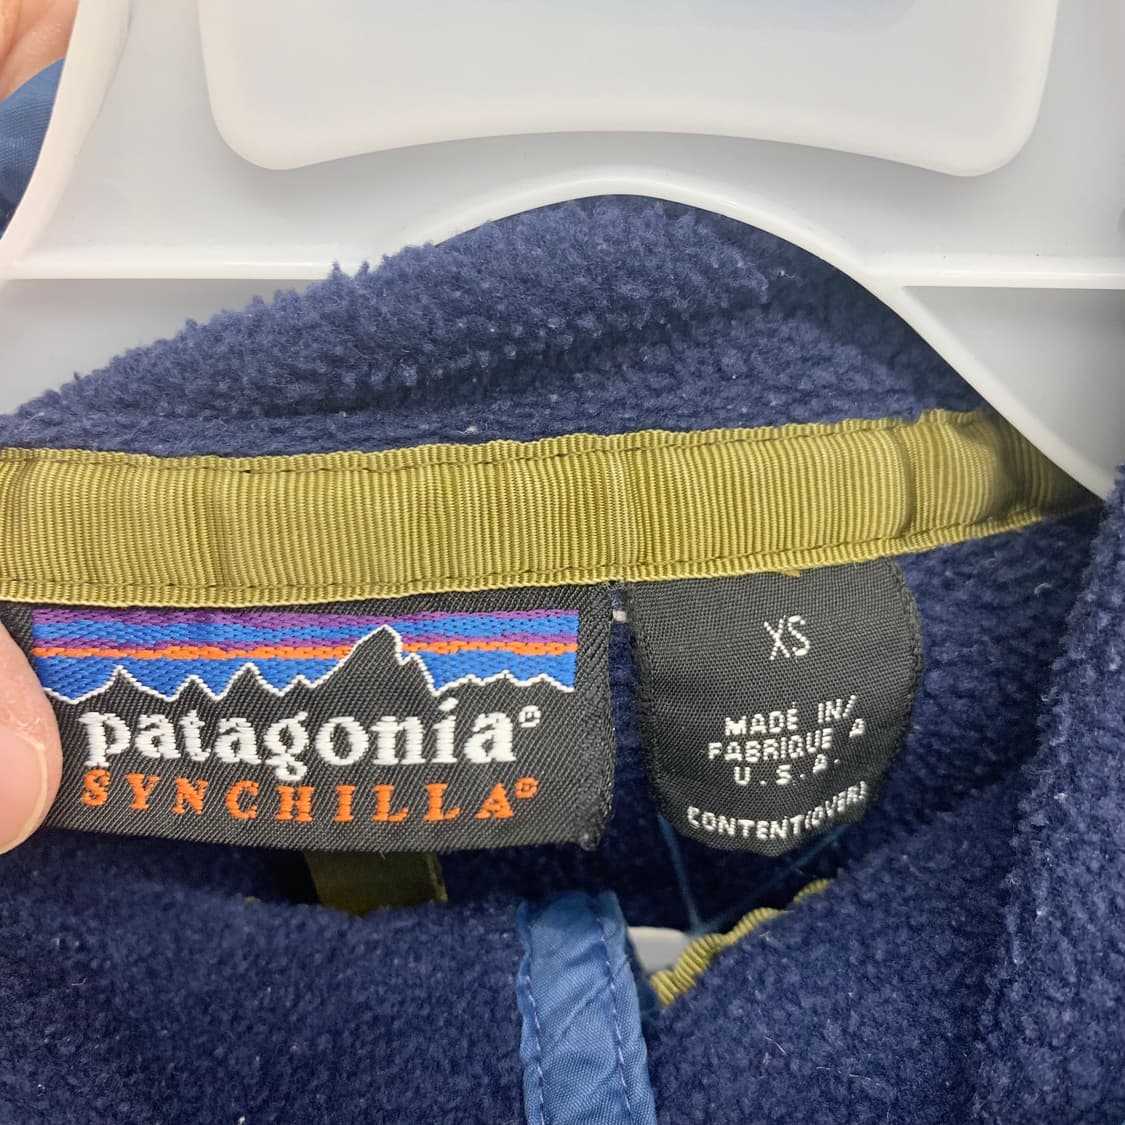 patagonia®
SYNCHILLA®
XS
MADE IN/
FABRIQUE A
U.S.A.
CONTENT(OVER)